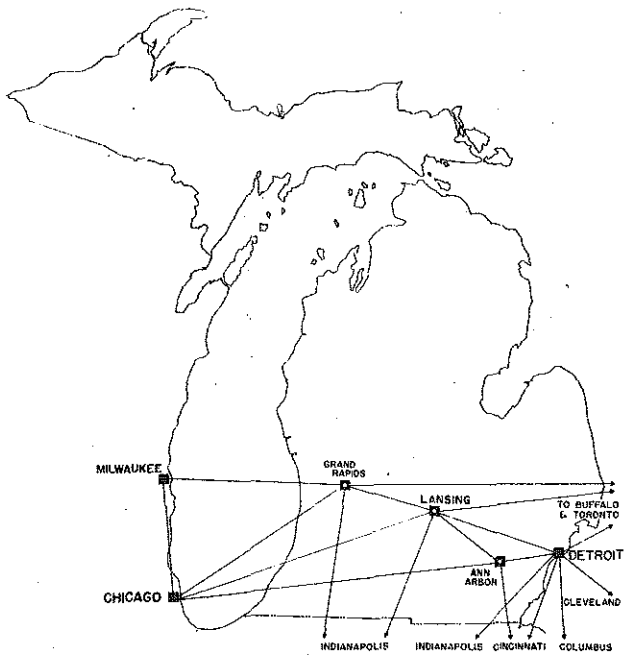 MILWAUKEE
GRAND
RAPIDS
LANSING
TO BUFFALO
& TORONTO
DETROIT
ANN
ARBOR
CHICAGO
CLEVELAND
INDIANAPOLIS
INDIANAPOLIS
CINCINNATI
COLUMBUS